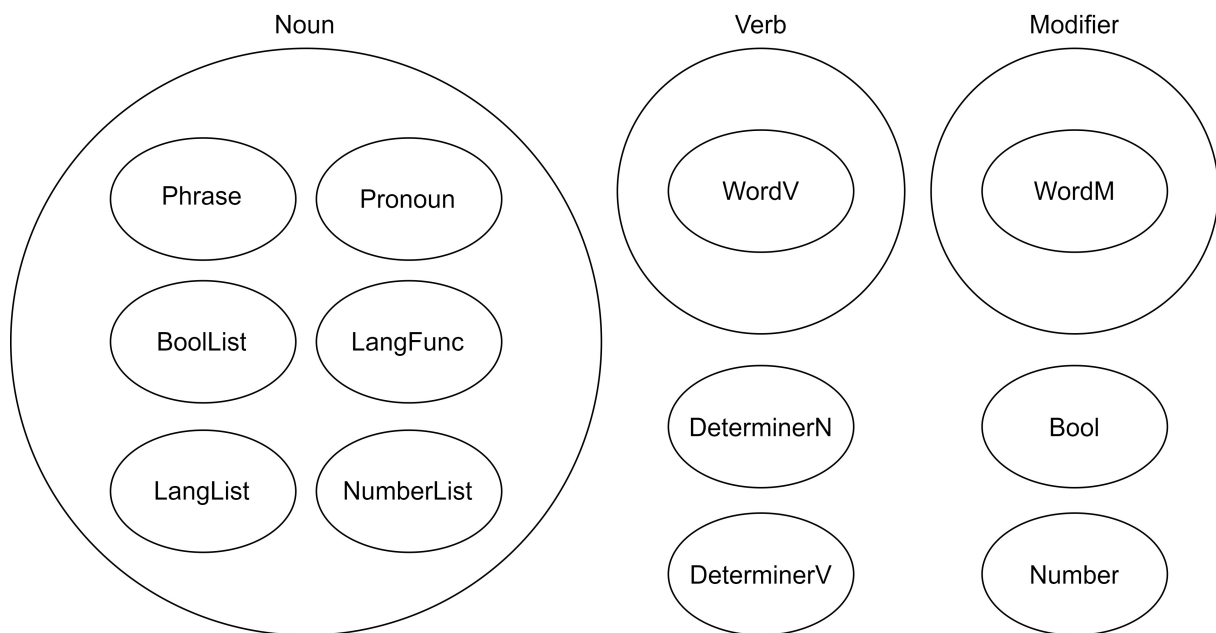 Noun
Verb
Modifier
Phrase
Pronoun
WordV
WordM
BoolList
LangFunc
DeterminerN
Bool
LangList
NumberList
DeterminerV
Number